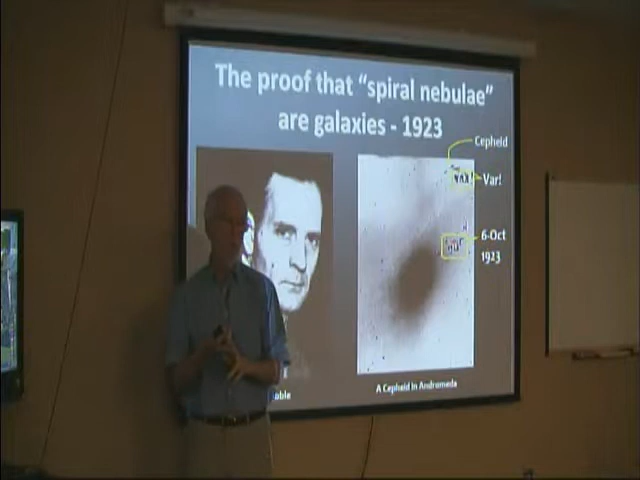 The proof that “spiral nebulae”
are galaxies - 1923
Cepheid
Var!
6-Oct
1923
A Cepheid in Andromeda